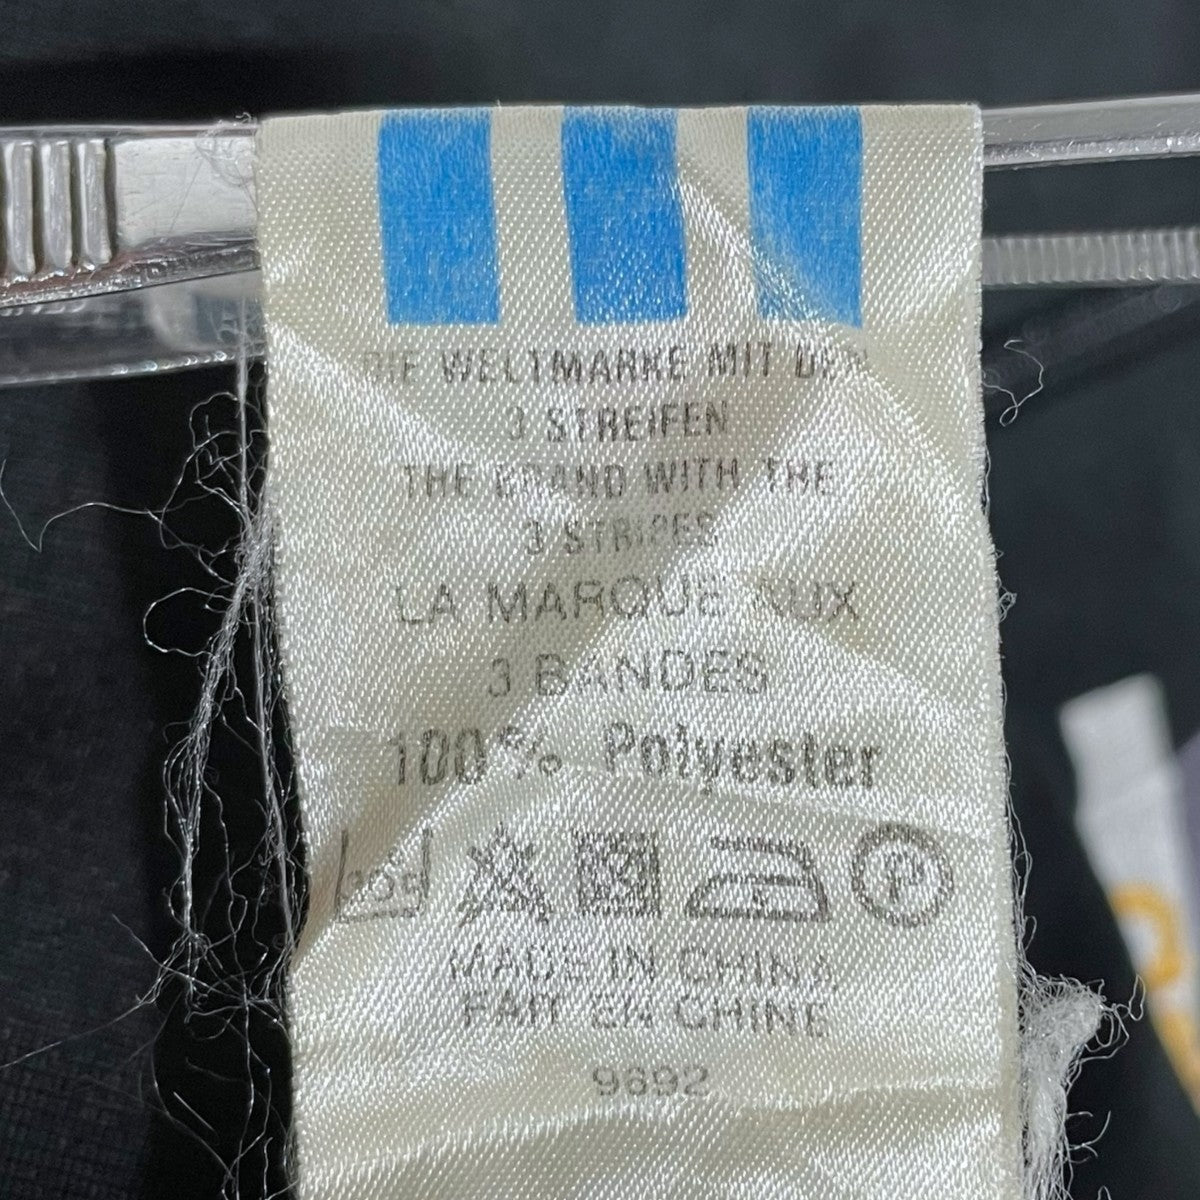 DIE WELTMARKE MIT DEN
3 STREIFEN
THE BRAND WITH THE
3 STRIPES
LA MARQUE AUX
3 BANDES
100% Polyester
P
MADE IN CHINA
FAIT EN CHINE
9692